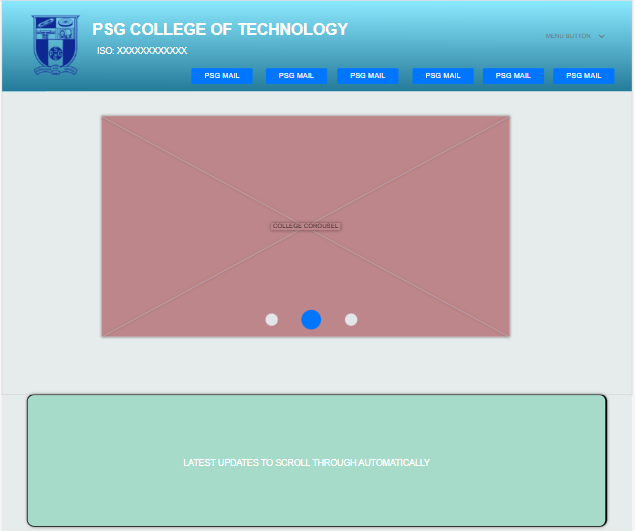 PSG COLLEGE OF TECHNOLOGY
ISO: XXXXXXXXXXXX
MENU BUTTON
PSG MAIL PSG MAIL PSG MAIL PSG MAIL PSG MAIL PSG MAIL
COLLEGE COROUSEL
LATEST UPDATES TO SCROLL THROUGH AUTOMATICALLY